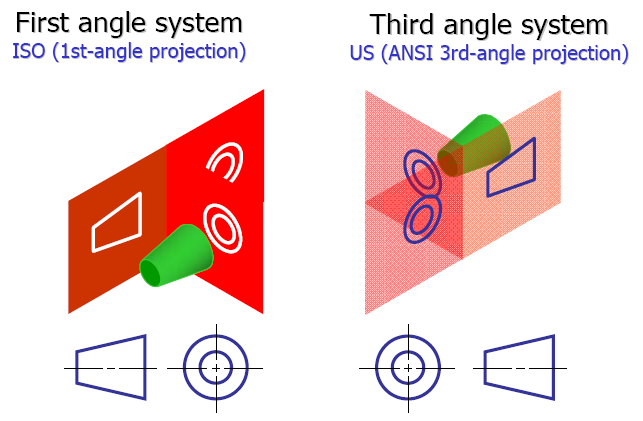 First angle system
ISO (1st-angle projection)
Third angle system
US (ANSI 3rd-angle projection)